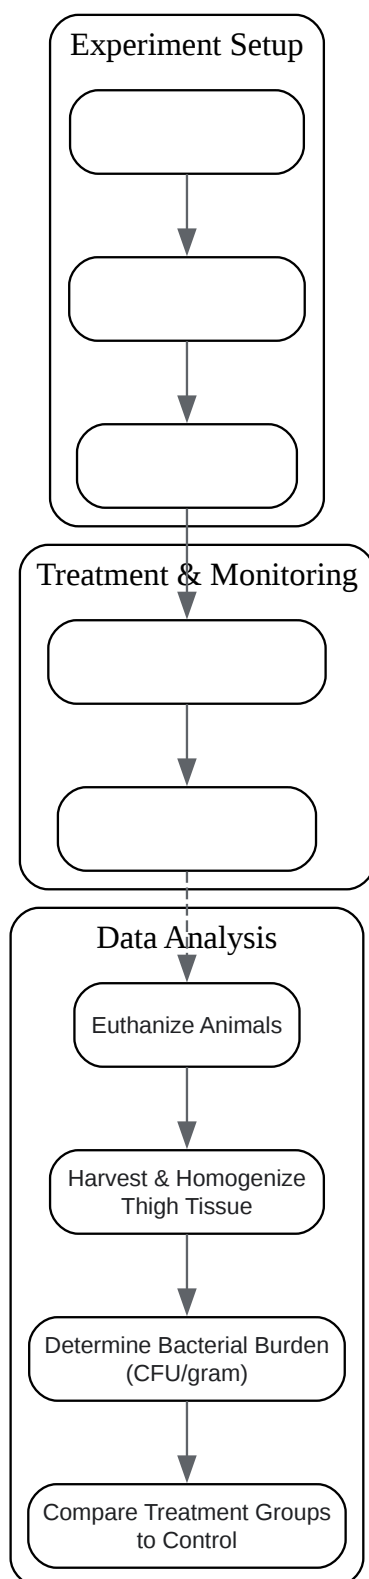 Experiment Setup
Treatment & Monitoring
Data Analysis
Euthanize Animals
Harvest & Homogenize
Thigh Tissue
Determine Bacterial Burden
(CFU/gram)
Compare Treatment Groups
to Control